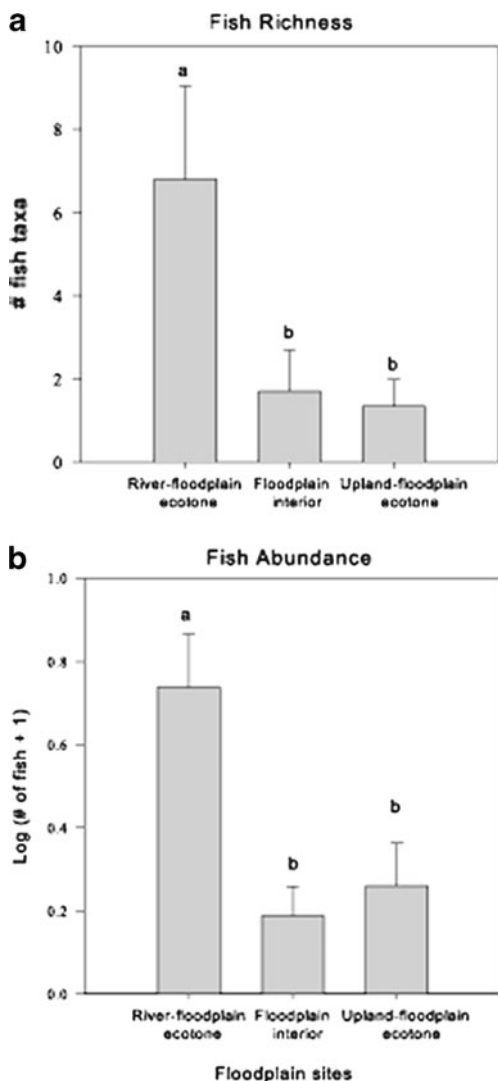 a
Fish Richness
10
8
6
4
2
0
# fish taxa
a
b
b
River-floodplain ecotone
Floodplain interior
Upland-floodplain ecotone
b
Fish Abundance
1.0
0.8
0.6
0.4
0.2
0.0
Log (# of fish + 1)
a
b
b
River-floodplain ecotone
Floodplain interior
Upland-floodplain ecotone
Floodplain sites